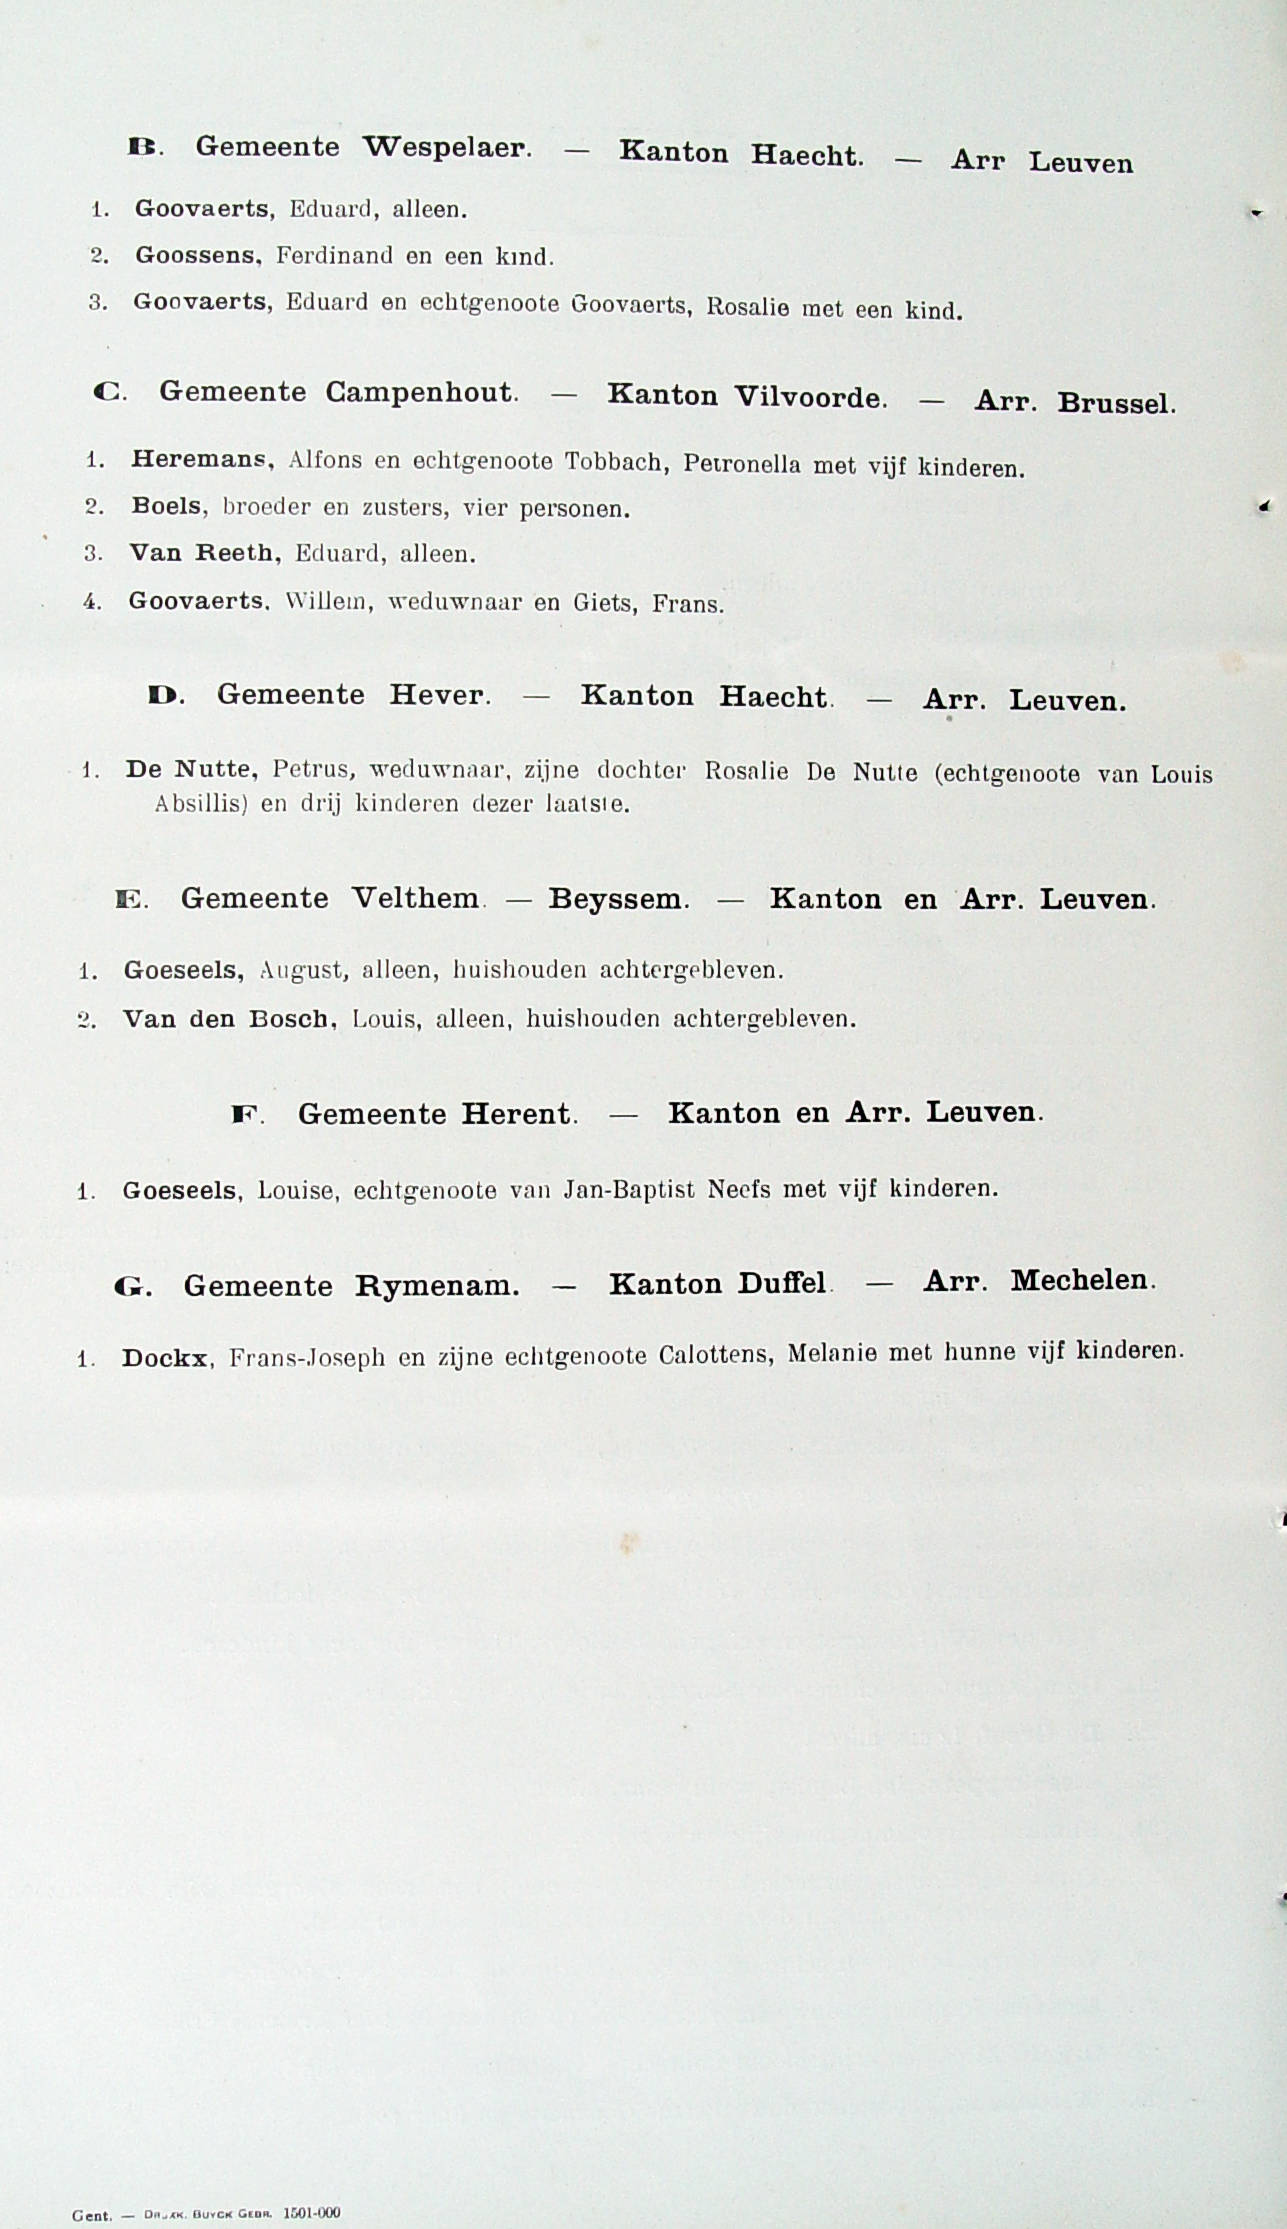 B. Gemeente Wespelaer. — Kanton Haecht. — Arr Leuven
1. Goovaerts, Eduard, alleen.
2. Goossens, Ferdinand en een kind.
3. Goovaerts, Eduard en echtgenoote Goovaerts, Rosalie met een kind.
C. Gemeente Campenhout. — Kanton Vilvoorde. — Arr. Brussel.
1. Heremans, Alfons en echtgenoote Tobbach, Petronella met vijf kinderen.
2. Boels, broeder en zusters, vier personen.
3. Van Reeth, Eduard, alleen.
4. Goovaerts. Willem, weduwnaar en Giets, Frans.
D. Gemeente Hever. — Kanton Haecht. — Arr. Leuven.
1. De Nutte, Petrus, weduwnaar, zijne dochter Rosalie De Nutte (echtgenoote van Louis
Absillis) en drij kinderen dezer laatste.
E. Gemeente Velthem. — Beyssem. — Kanton en Arr. Leuven.
1. Goeseels, August, alleen, huishouden achtergebleven.
2. Van den Bosch, Louis, alleen, huishouden achtergebleven.
F. Gemeente Herent. — Kanton en Arr. Leuven.
1. Goeseels, Louise, echtgenoote van Jan-Baptist Neefs met vijf kinderen.
G. Gemeente Rymenam. — Kanton Duffel. — Arr. Mechelen.
1. Dockx, Frans-Joseph en zijne echtgenoote Calottens, Melanie met hunne vijf kinderen.
Gent. — Drukk. Buyck Gebr. 1501-000